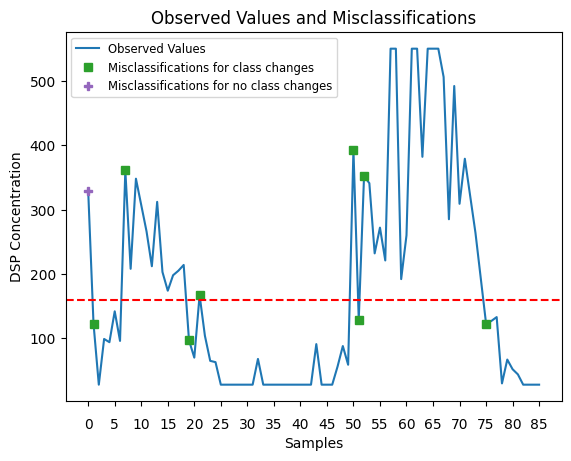 Observed Values and Misclassifications
Observed Values
Misclassifications for class changes
Misclassifications for no class changes
DSP Concentration
500
400
300
200
100
0 5 10 15 20 25 30 35 40 45 50 55 60 65 70 75 80 85
Samples